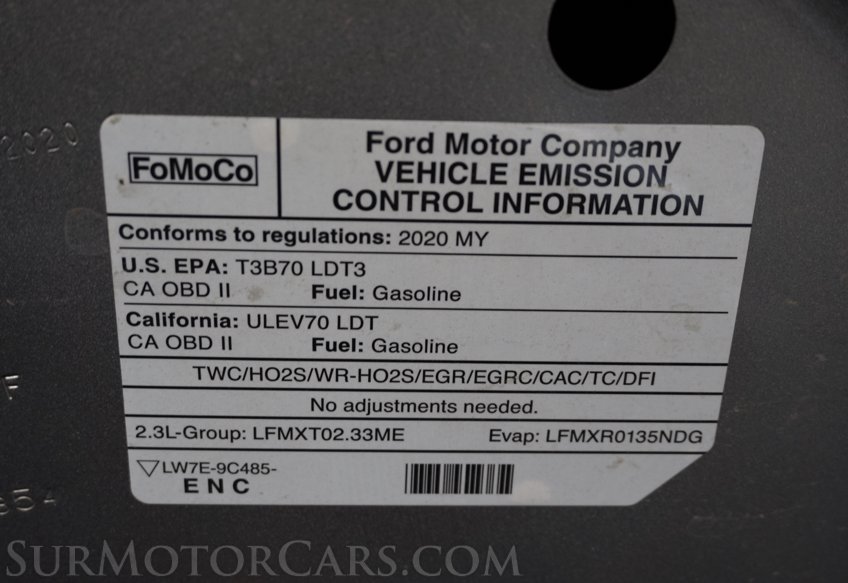 2020
FoMoCo
Ford Motor Company
VEHICLE EMISSION
CONTROL INFORMATION
Conforms to regulations: 2020 MY
U.S. EPA: T3B70 LDT3
CA OBD II Fuel: Gasoline
California: ULEV70 LDT
CA OBD II Fuel: Gasoline
TWC/HO2S/WR-HO2S/EGR/EGRC/CAC/TC/DFI
No adjustments needed.
2.3L-Group: LFMXT02.33ME Evap: LFMXR0135NDG
LW7E-9C485-
E N C
F
SURMOTORCARS.COM